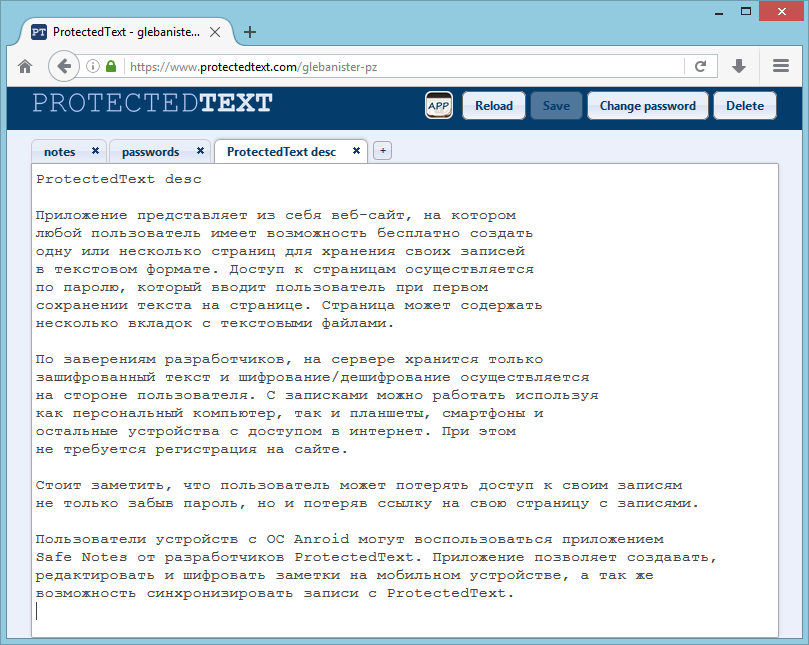 PT ProtectedText - glebanister...
https://www.protectedtext.com/glebanister-pz
PROTECTEDTEXT APP Reload Save Change password Delete
notes passwords ProtectedText desc +
ProtectedText desc
Приложение представляет из себя веб-сайт, на котором
любой пользователь имеет возможность бесплатно создать
одну или несколько страниц для хранения своих записей
в текстовом формате. Доступ к страницам осуществляется
по паролю, который вводит пользователь при первом
сохранении текста на странице. Страница может содержать
несколько вкладок с текстовыми файлами.
По заверениям разработчиков, на сервере хранится только
зашифрованный текст и шифрование/дешифрование осуществляется
на стороне пользователя. С записками можно работать используя
как персональный компьютер, так и планшеты, смартфоны и
остальные устройства с доступом в интернет. При этом
не требуется регистрация на сайте.
Стоит заметить, что пользователь может потерять доступ к своим записям
не только забыв пароль, но и потеряв ссылку на свою страницу с записями.
Пользователи устройств с ОС Anroid могут воспользоваться приложением
Safe Notes от разработчиков ProtectedText. Приложение позволяет создавать,
редактировать и шифровать заметки на мобильном устройстве, а так же
возможность синхронизировать записи с ProtectedText.